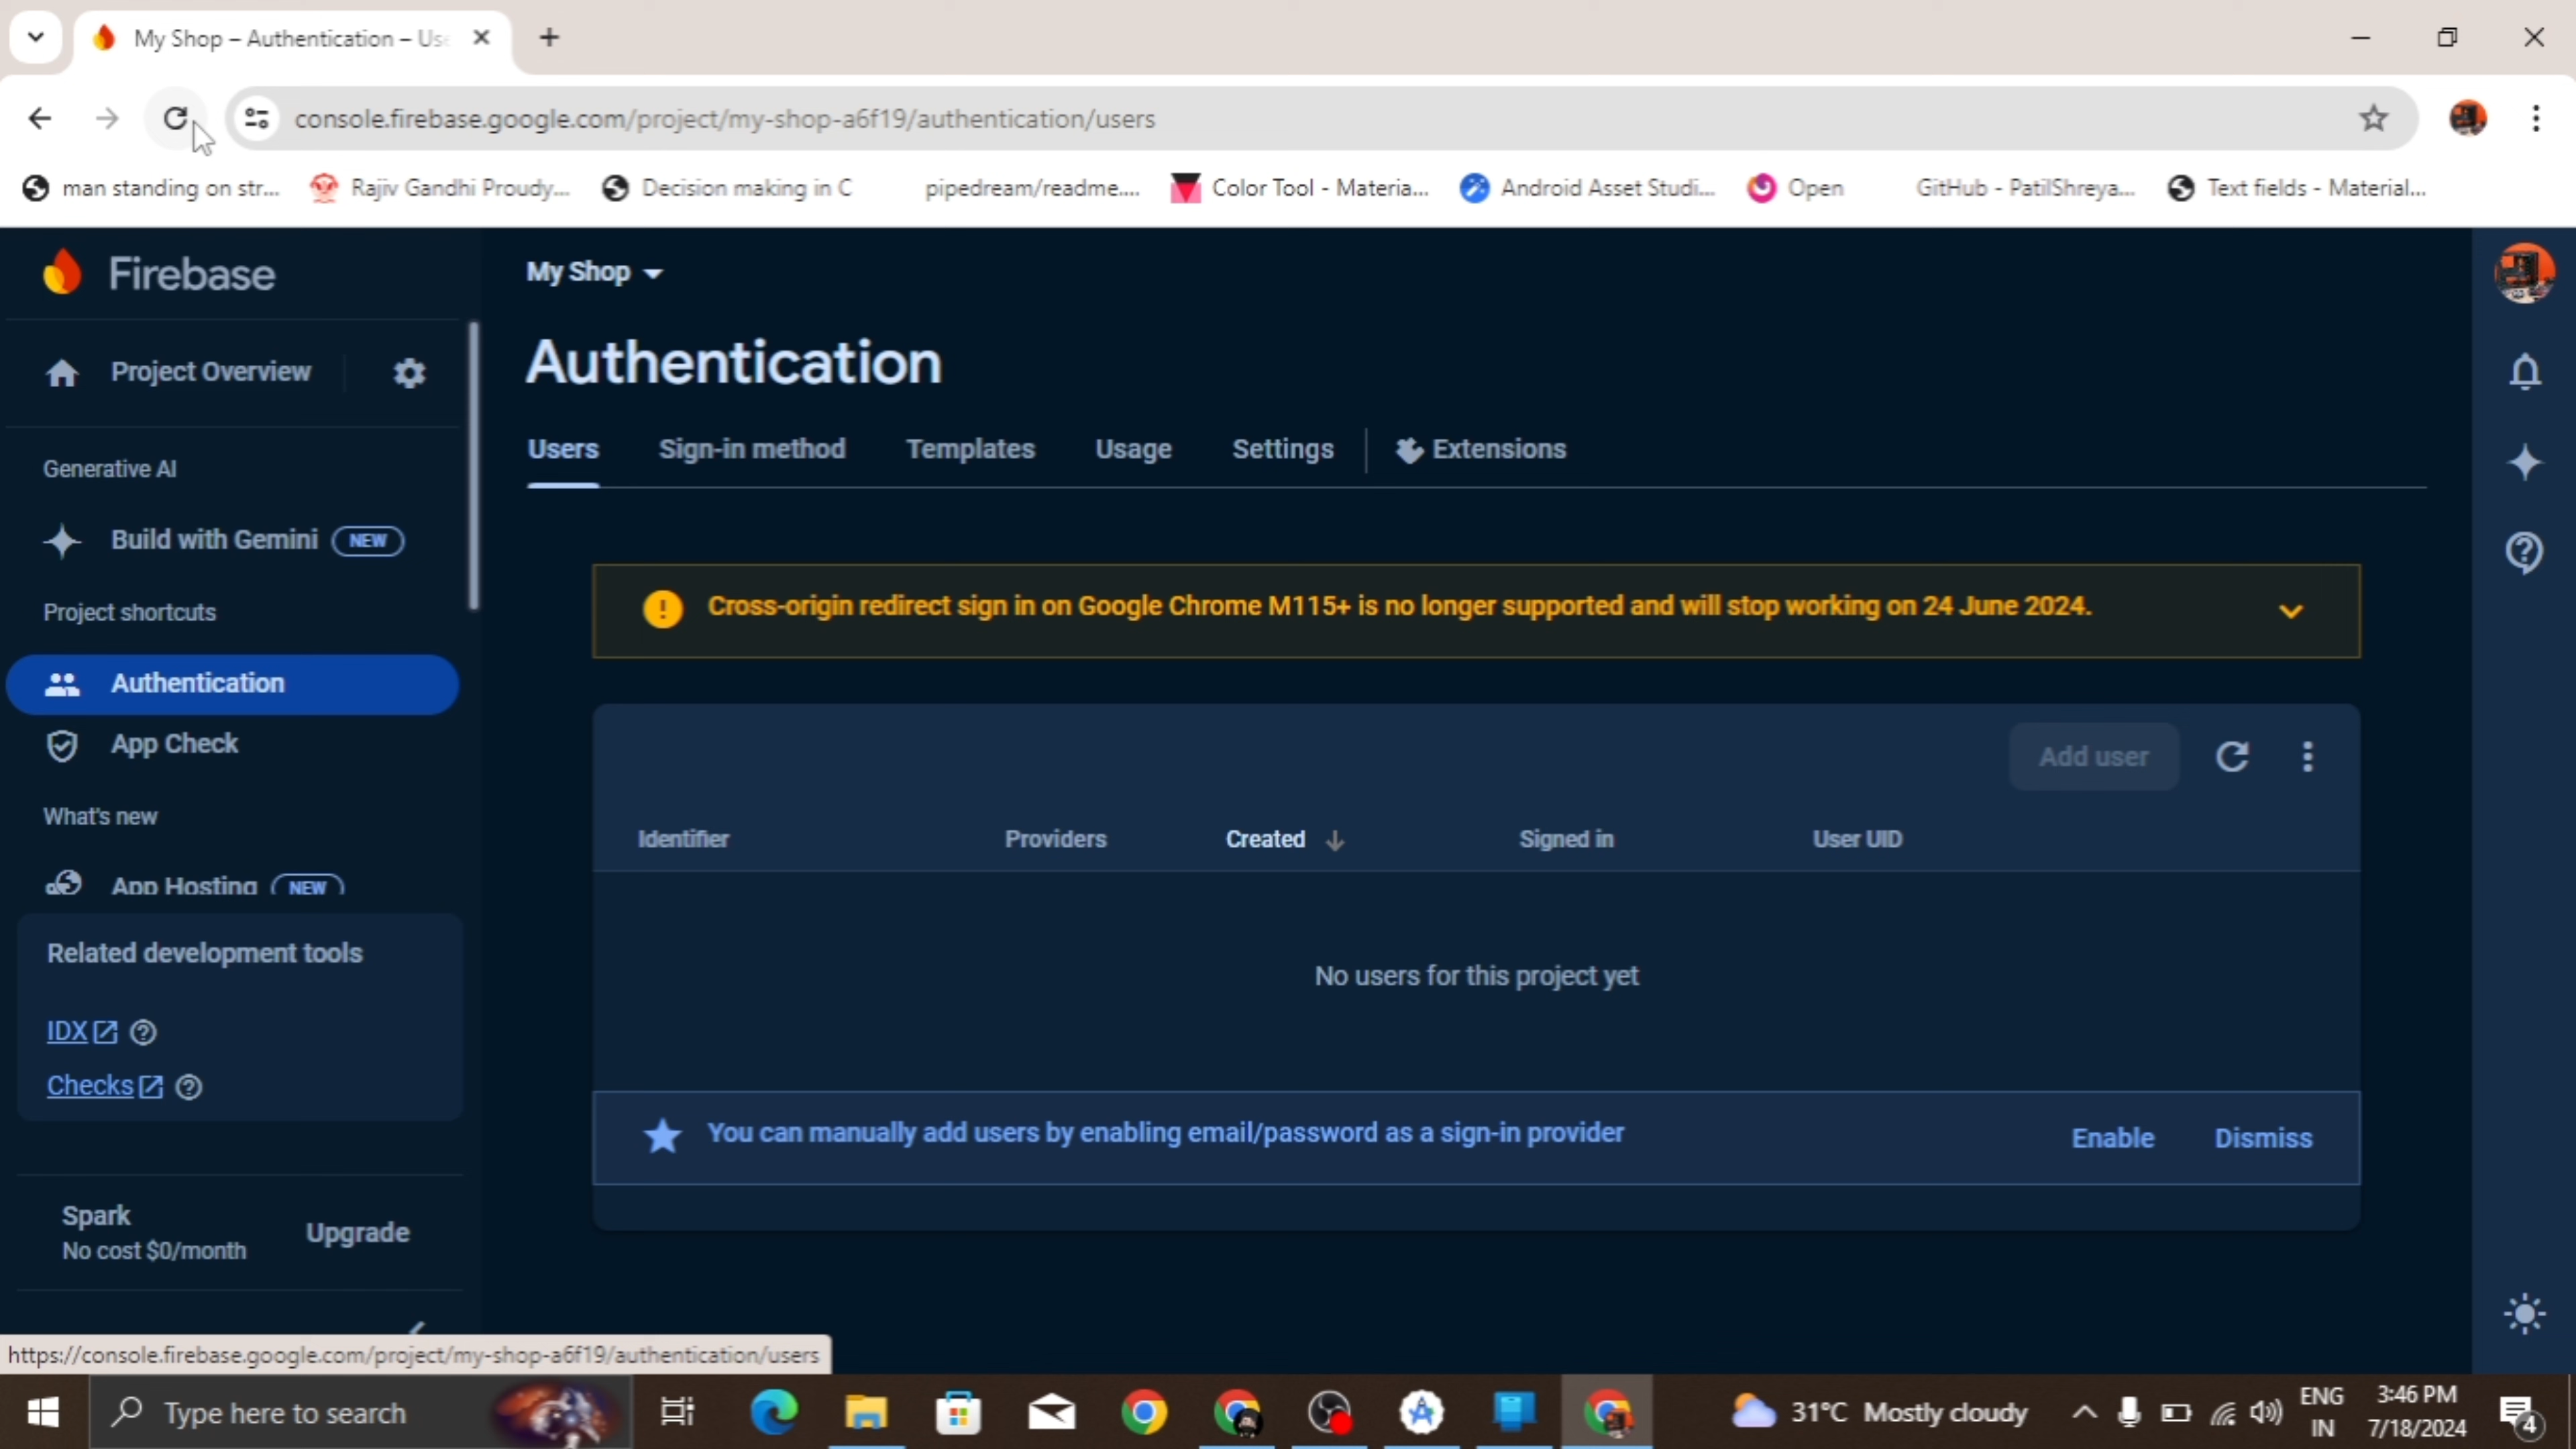 My Shop – Authentication – Use
console.firebase.google.com/project/my-shop-a6f19/authentication/users
man standing on str...
Rajiv Gandhi Proudy...
Decision making in C
pipedream/readme....
Color Tool - Materia...
Android Asset Studi...
Open
GitHub - PatilShreya...
Text fields - Material...
Firebase
Project Overview
Generative AI
Build with Gemini NEW
Project shortcuts
Authentication
App Check
What's new
App Hosting NEW
Related development tools
IDX
Checks
Spark
No cost $0/month
Upgrade
My Shop
Authentication
Users
Sign-in method
Templates
Usage
Settings
Extensions
Cross-origin redirect sign in on Google Chrome M115+ is no longer supported and will stop working on 24 June 2024.
Add user
Identifier
Providers
Created
Signed in
User UID
No users for this project yet
You can manually add users by enabling email/password as a sign-in provider
Enable
Dismiss
https://console.firebase.google.com/project/my-shop-a6f19/authentication/users
Type here to search
31°C Mostly cloudy
ENG
IN
3:46 PM
7/18/2024
4